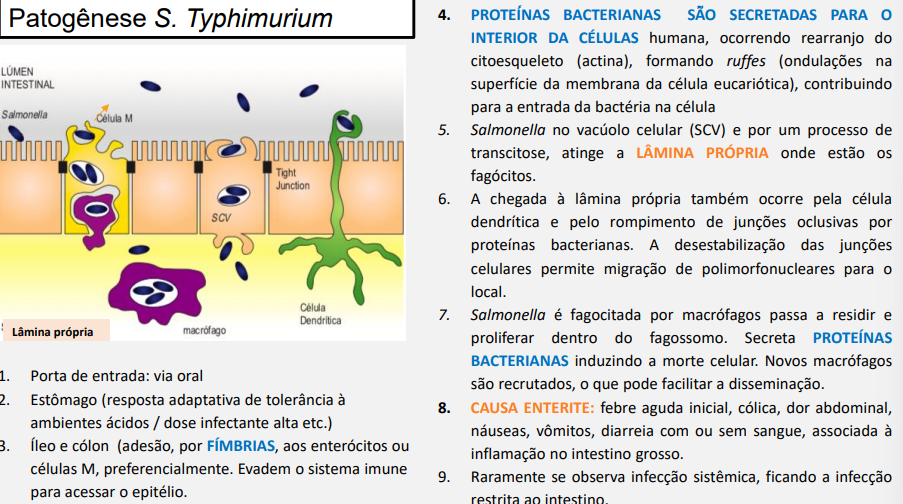 Patogênese S. Typhimurium
LÚMEN
INTESTINAL
Salmonella
Célula M
Tight
Junction
SCV
Célula
Dendrítica
macrófago
Lâmina própria
1. Porta de entrada: via oral
2. Estômago (resposta adaptativa de tolerância à
ambientes ácidos / dose infectante alta etc.)
3. Íleo e cólon (adesão, por FÍMBRIAS, aos enterócitos ou
células M, preferencialmente. Evadem o sistema imune
para acessar o epitélio.
4. PROTEÍNAS BACTERIANAS SÃO SECRETADAS PARA O
INTERIOR DA CÉLULAS humana, ocorrendo rearranjo do
citoesqueleto (actina), formando ruffes (ondulações na
superfície da membrana da célula eucariótica), contribuindo
para a entrada da bactéria na célula
5. Salmonella no vacúolo celular (SCV) e por um processo de
transcitose, atinge a LÂMINA PRÓPRIA onde estão os
fagócitos.
6. A chegada à lâmina própria também ocorre pela célula
dendrítica e pelo rompimento de junções oclusivas por
proteínas bacterianas. A desestabilização das junções
celulares permite migração de polimorfonucleares para o
local.
7. Salmonella é fagocitada por macrófagos passa a residir e
proliferar dentro do fagossomo. Secreta PROTEÍNAS
BACTERIANAS induzindo a morte celular. Novos macrófagos
são recrutados, o que pode facilitar a disseminação.
8. CAUSA ENTERITE: febre aguda inicial, cólica, dor abdominal,
náuseas, vômitos, diarreia com ou sem sangue, associada à
inflamação no intestino grosso.
9. Raramente se observa infecção sistêmica, ficando a infecção
restrita ao intestino.